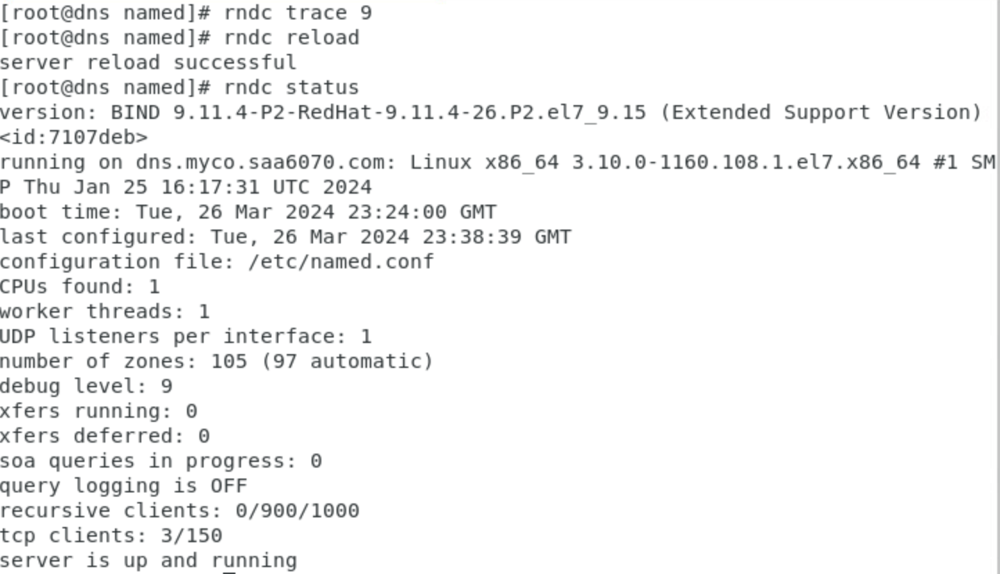 [root@dns named]# rndc trace 9
[root@dns named]# rndc reload
server reload successful
[root@dns named]# rndc status
version: BIND 9.11.4-P2-RedHat-9.11.4-26.P2.el7_9.15 (Extended Support Version)
<id:7107deb>
running on dns.myco.saa6070.com: Linux x86_64 3.10.0-1160.108.1.el7.x86_64 #1 SM
P Thu Jan 25 16:17:31 UTC 2024
boot time: Tue, 26 Mar 2024 23:24:00 GMT
last configured: Tue, 26 Mar 2024 23:38:39 GMT
configuration file: /etc/named.conf
CPUs found: 1
worker threads: 1
UDP listeners per interface: 1
number of zones: 105 (97 automatic)
debug level: 9
xfers running: 0
xfers deferred: 0
soa queries in progress: 0
query logging is OFF
recursive clients: 0/900/1000
tcp clients: 3/150
server is up and running